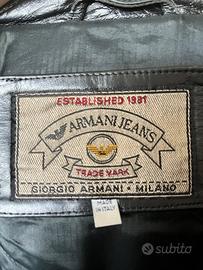 ESTABLISHED 1981
ARMANI JEANS
TRADE MARK
GIORGIO ARMANI • MILANO
MADE
IN ITALY
subito